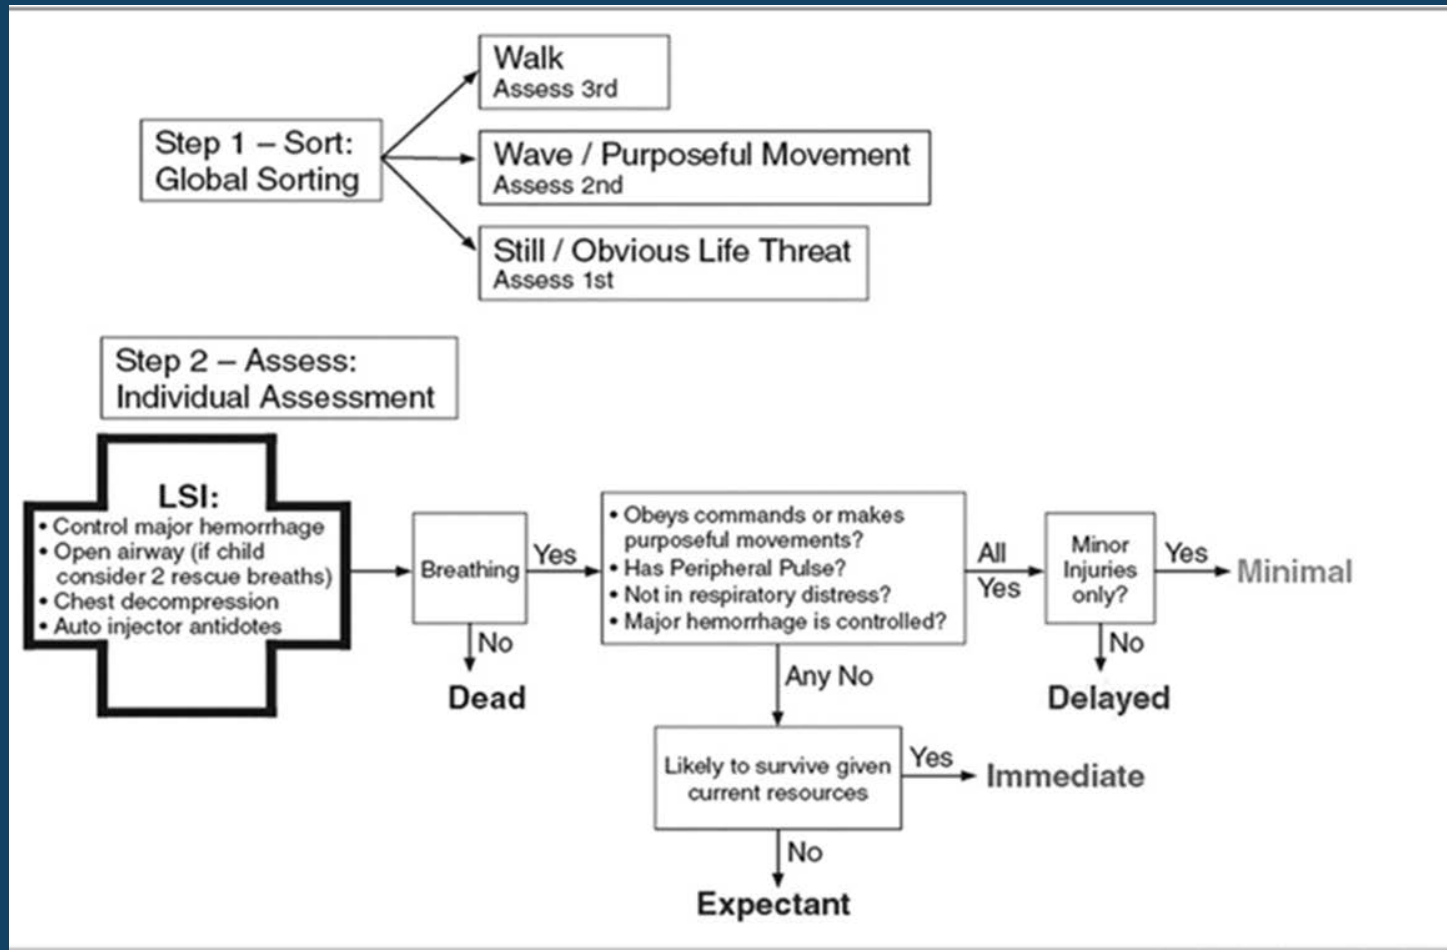 Walk
Assess 3rd
Step 1 – Sort:
Global Sorting
Wave / Purposeful Movement
Assess 2nd
Still / Obvious Life Threat
Assess 1st
Step 2 – Assess:
Individual Assessment
LSI:
• Control major hemorrhage
• Open airway (if child
consider 2 rescue breaths)
• Chest decompression
• Auto injector antidotes
Breathing
Yes
No
Dead
• Obeys commands or makes
purposeful movements?
• Has Peripheral Pulse?
• Not in respiratory distress?
• Major hemorrhage is controlled?
All
Yes
Minor
Injuries
only?
Yes
Minimal
No
Delayed
Any No
Likely to survive given
current resources
Yes
Immediate
No
Expectant